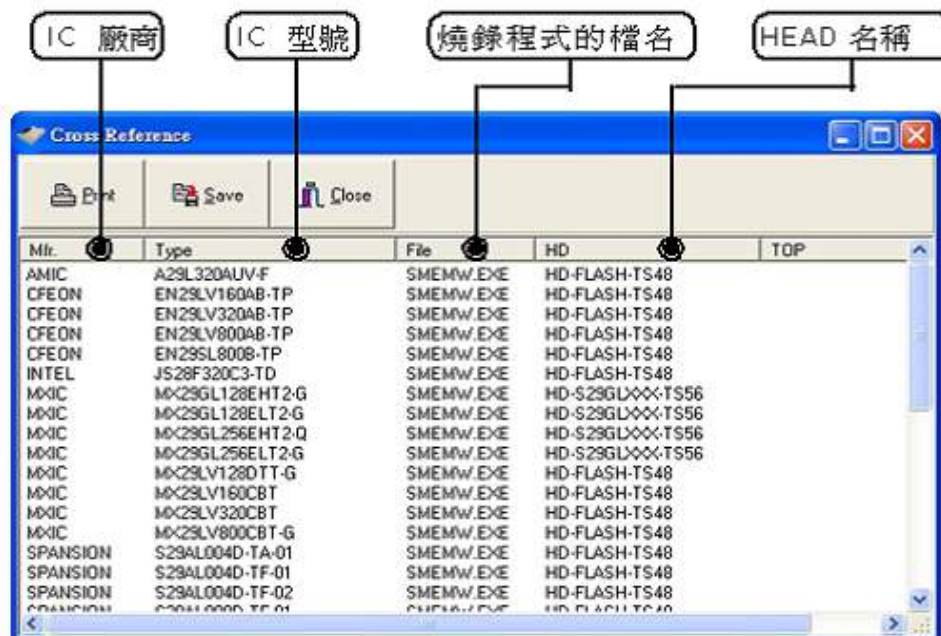 IC 廠商 IC 型號 燒錄程式的檔名 HEAD 名稱
Cross Reference
Print Save Close
Mfr. Type File HD TOP
AMIC A29L320AUV-F SMEMW.EXE HD-FLASH-TS48
CFEON EN29LV160AB-TP SMEMW.EXE HD-FLASH-TS48
CFEON EN29LV320AB-TP SMEMW.EXE HD-FLASH-TS48
CFEON EN29LV800AB-TP SMEMW.EXE HD-FLASH-TS48
CFEON EN29SL800B-TP SMEMW.EXE HD-FLASH-TS48
INTEL JS28F320C3-TD SMEMW.EXE HD-FLASH-TS48
MXIC MX29GL128EHT2-G SMEMW.EXE HD-S29GLXXX-TS56
MXIC MX29GL128ELT2-G SMEMW.EXE HD-S29GLXXX-TS56
MXIC MX29GL256EHT2-Q SMEMW.EXE HD-S29GLXXX-TS56
MXIC MX29GL256ELT2-G SMEMW.EXE HD-S29GLXXX-TS56
MXIC MX29LV128DTT-G SMEMW.EXE HD-FLASH-TS48
MXIC MX29LV160CBT SMEMW.EXE HD-FLASH-TS48
MXIC MX29LV320CBT SMEMW.EXE HD-FLASH-TS48
MXIC MX29LV800CBT-G SMEMW.EXE HD-FLASH-TS48
SPANSION S29AL004D-TA-01 SMEMW.EXE HD-FLASH-TS48
SPANSION S29AL004D-TF-01 SMEMW.EXE HD-FLASH-TS48
SPANSION S29AL004D-TF-02 SMEMW.EXE HD-FLASH-TS48